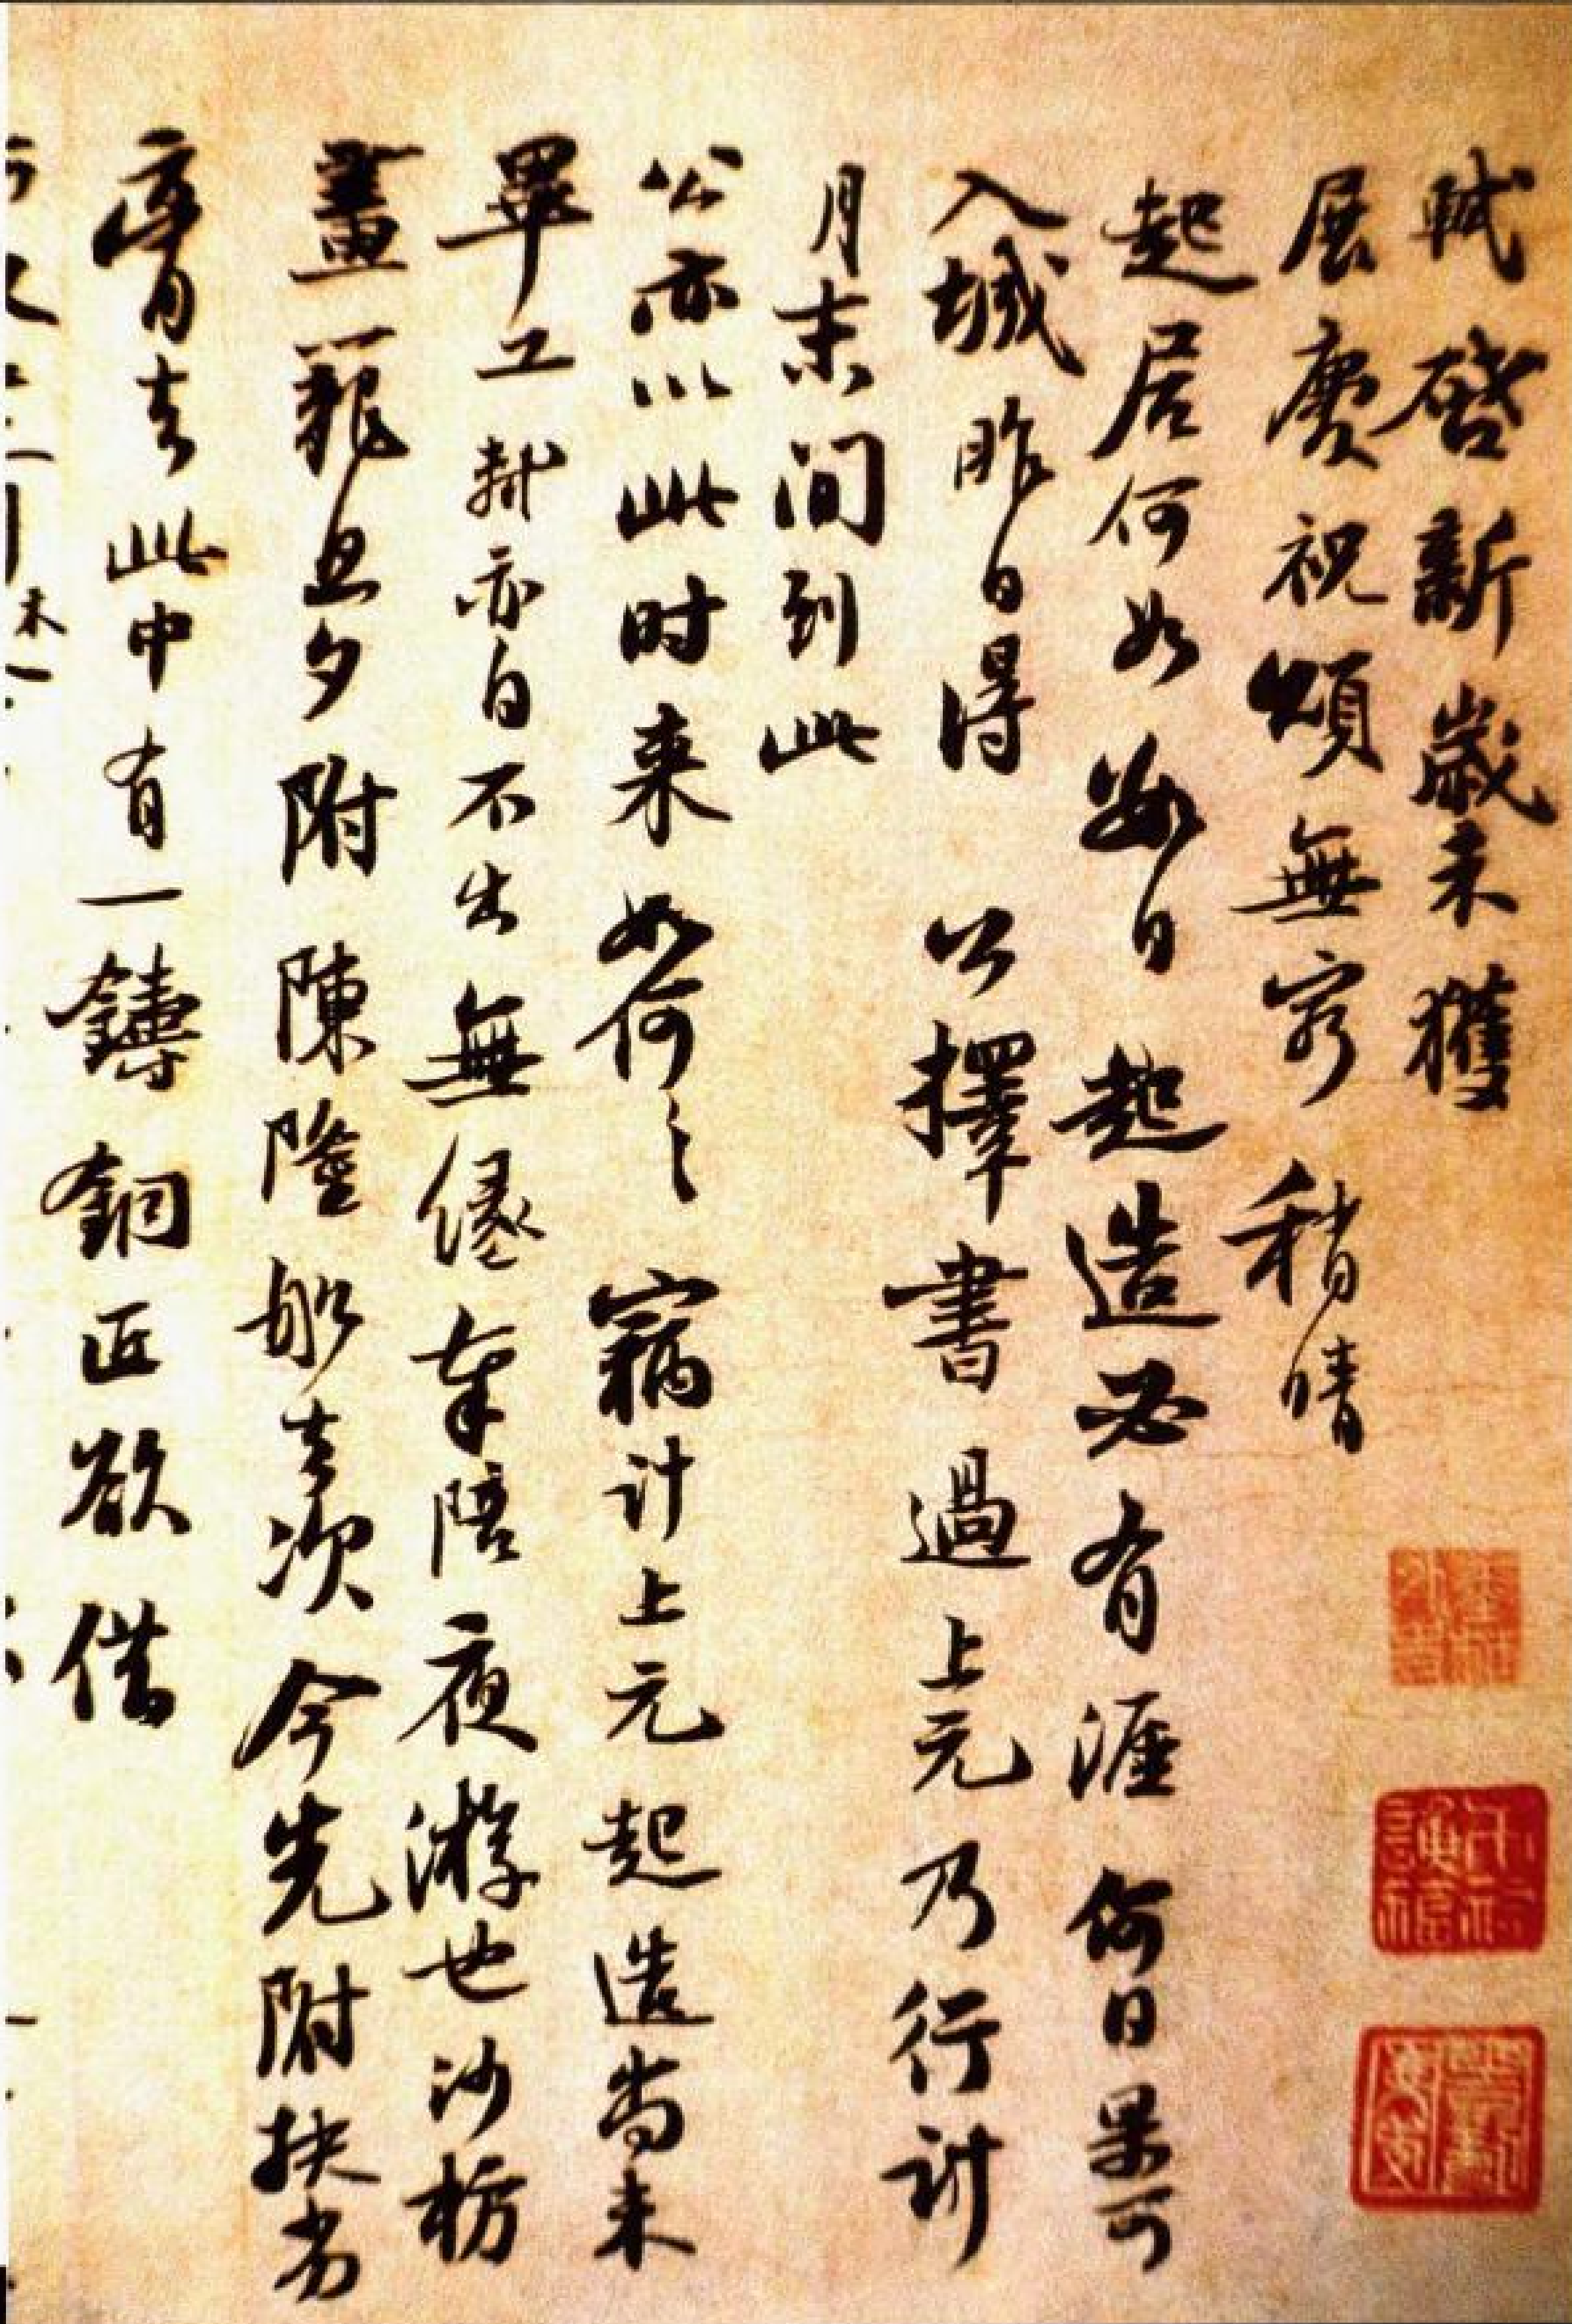 軾啓新歲未獲
展慶祝頌無窮稍晴
起居何如數日起造必有涯何日果可
入城昨日得公擇書過上元乃行計
月末間到此
公亦以此时来如何々竊计上元起造尚未
畢工軾亦自不出無緣奉陪夜游也沙枋
畫籠旦夕附陳隆船去次今先附扶劣
膏去此中有一鑄銅匠欲借